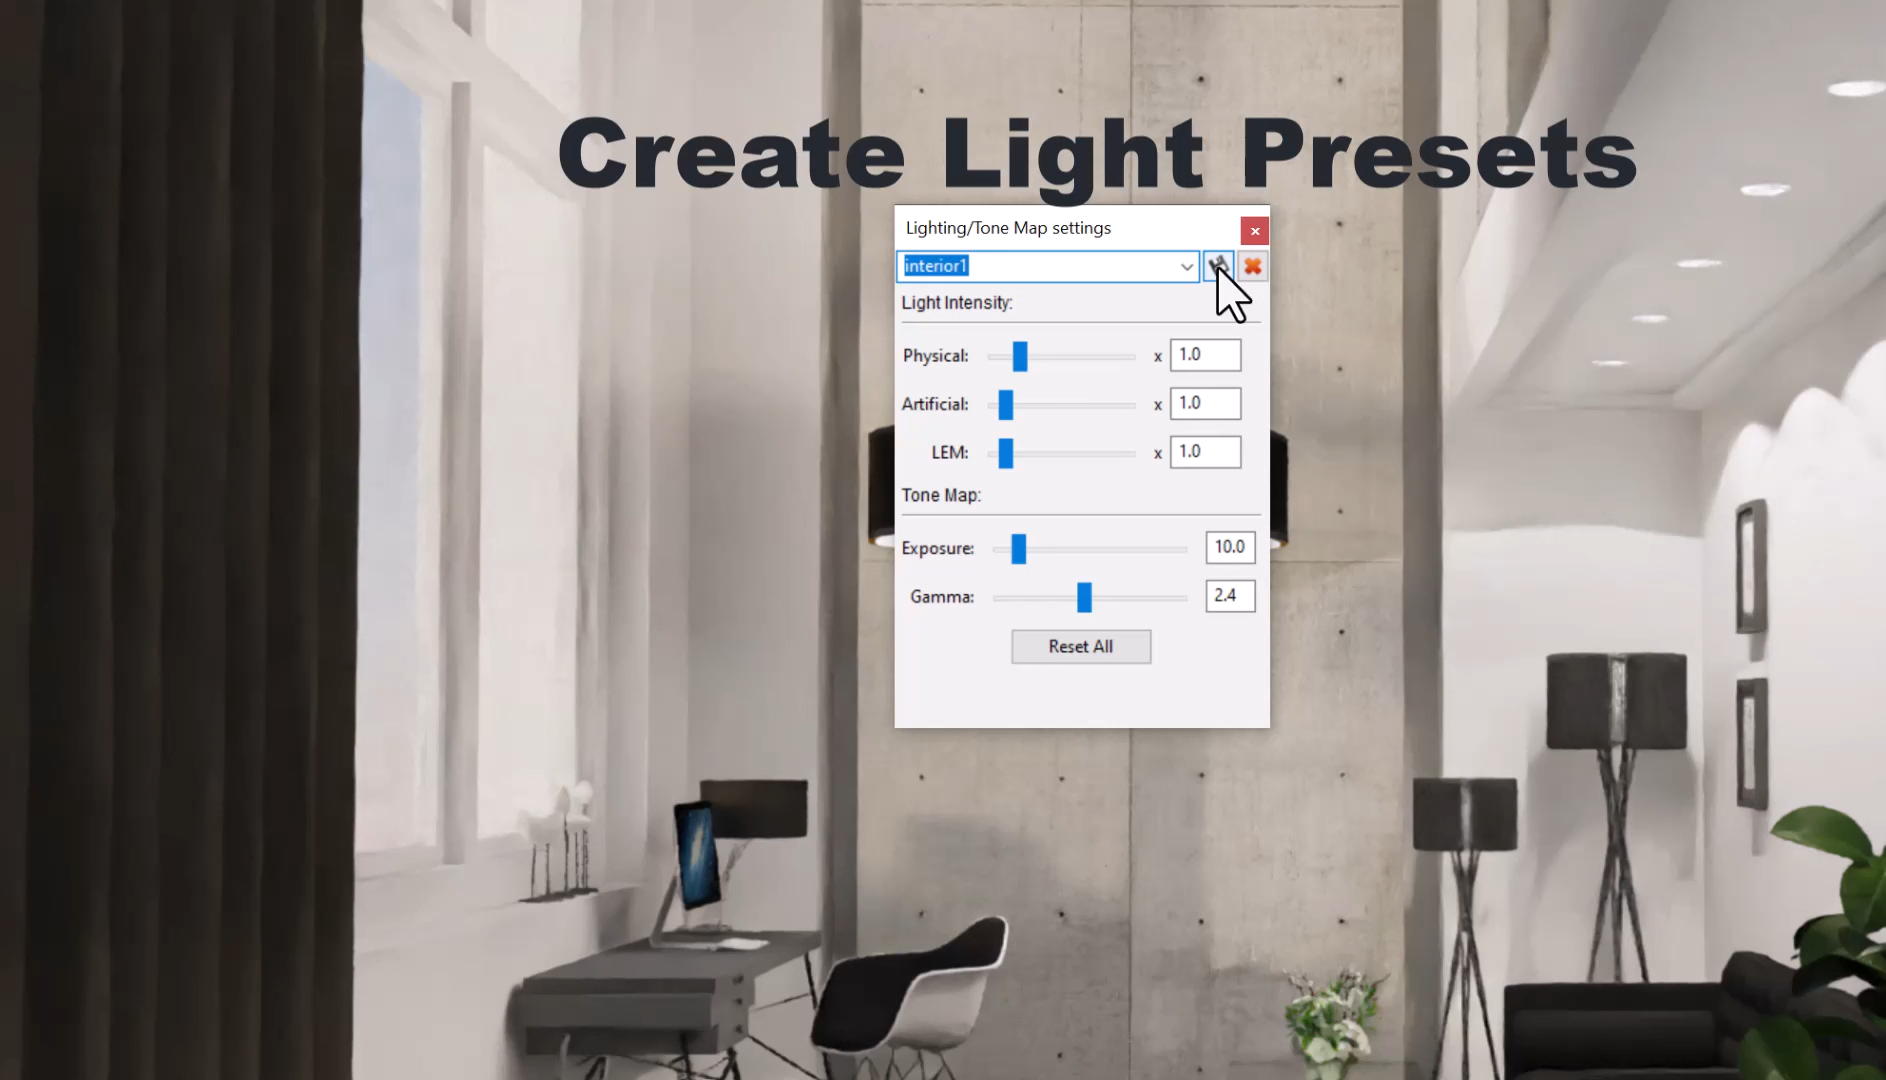 Create Light Presets
Lighting/Tone Map settings
interior1
Light Intensity:
Physical: x 1.0
Artificial: x 1.0
LEM: x 1.0
Tone Map:
Exposure: 10.0
Gamma: 2.4
Reset All